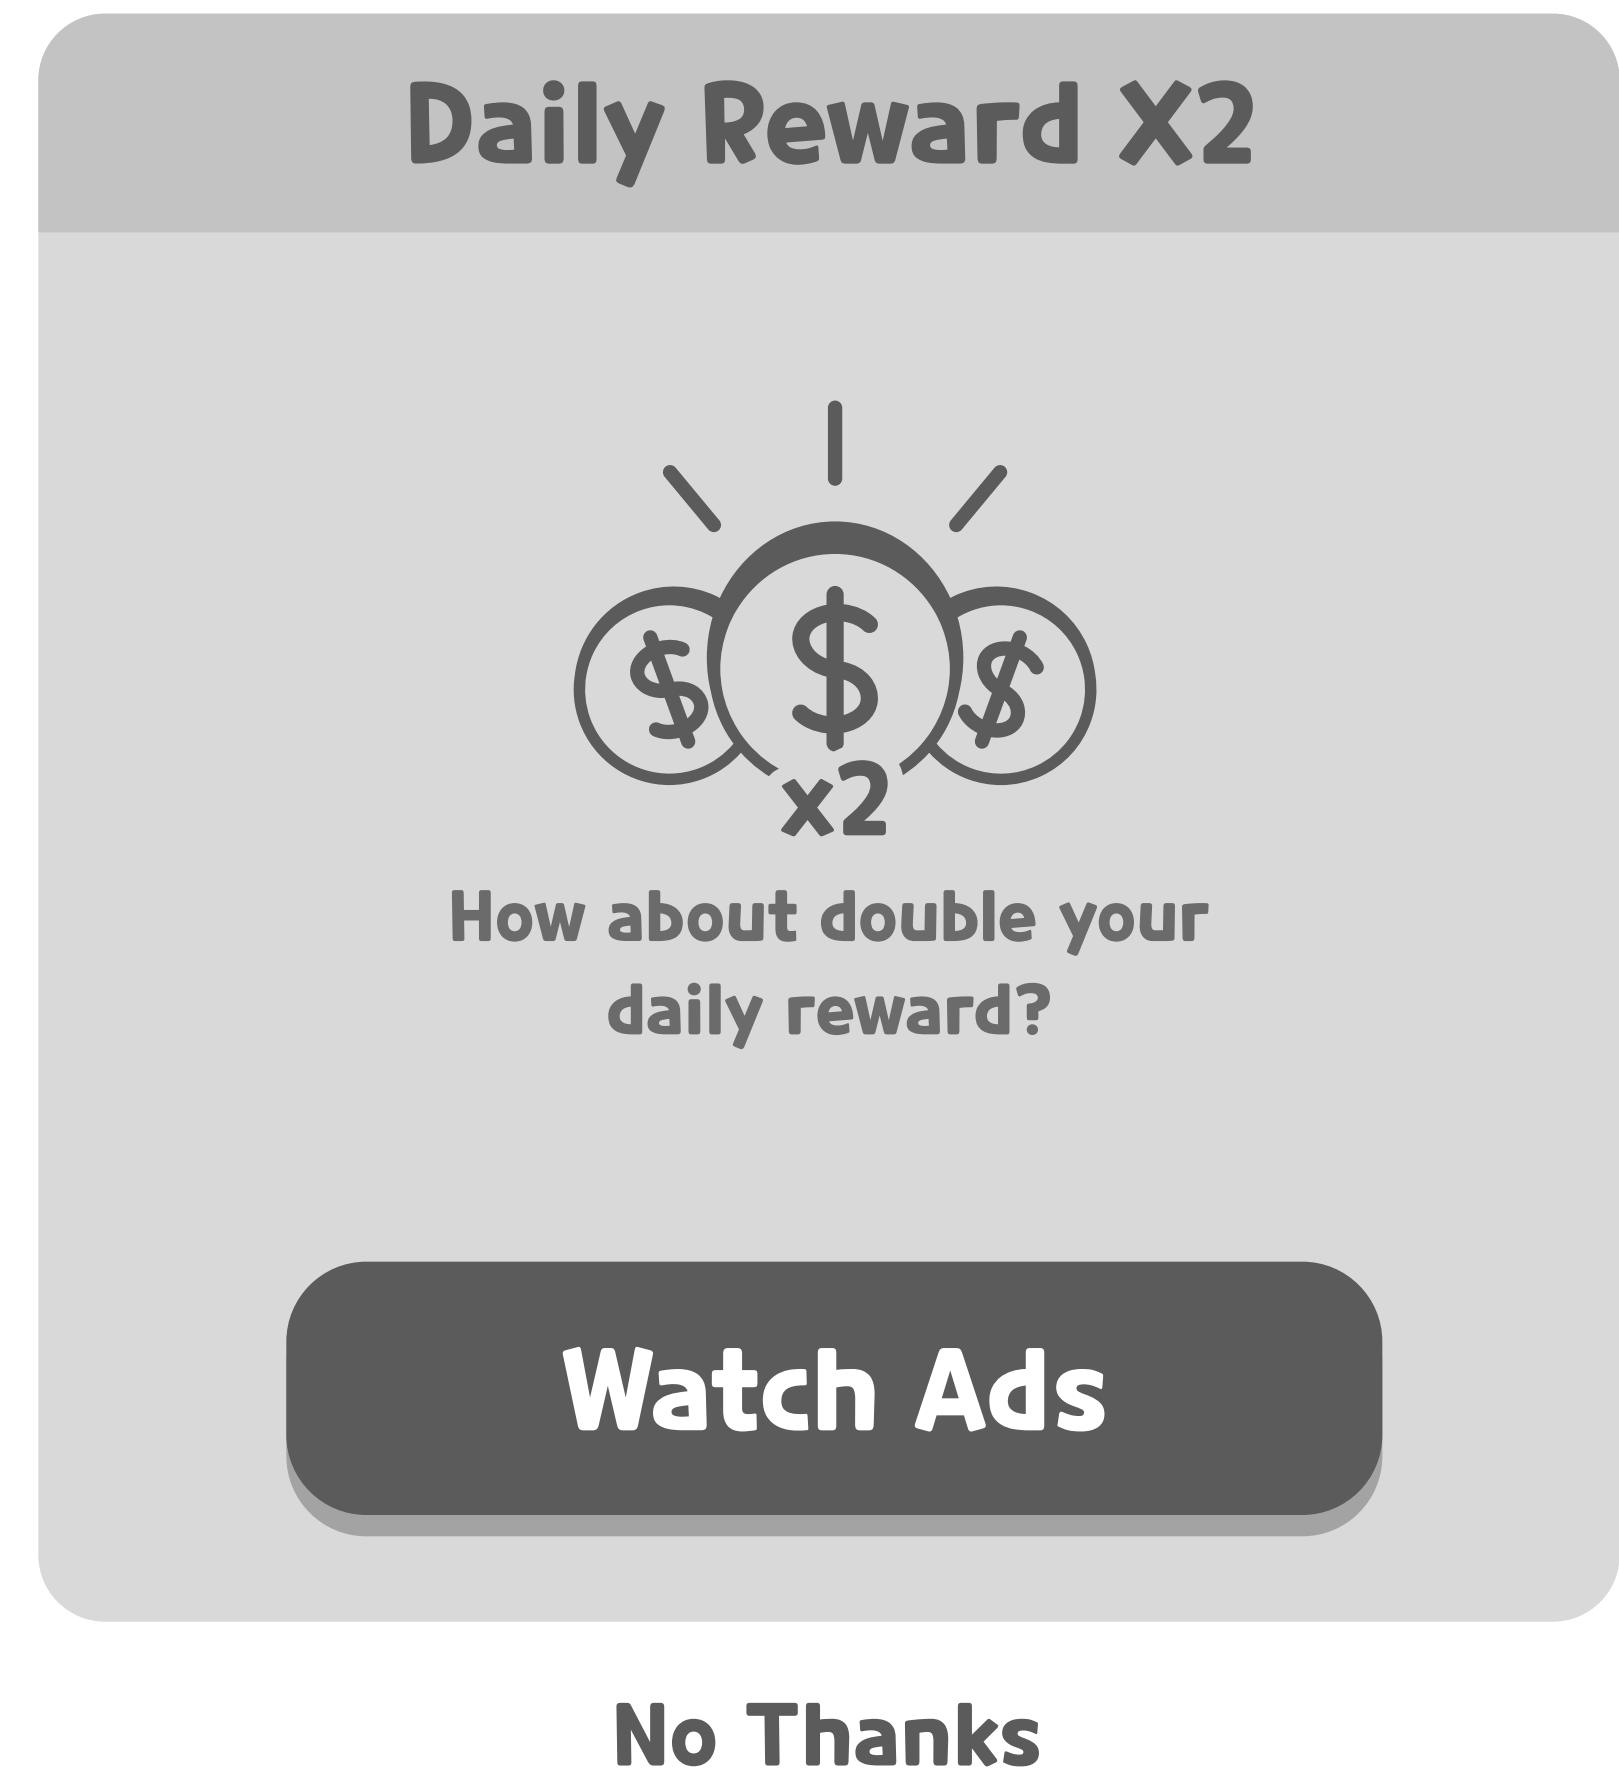 Daily Reward X2
$ $ $
x2
How about double your
daily reward?
Watch Ads
No Thanks